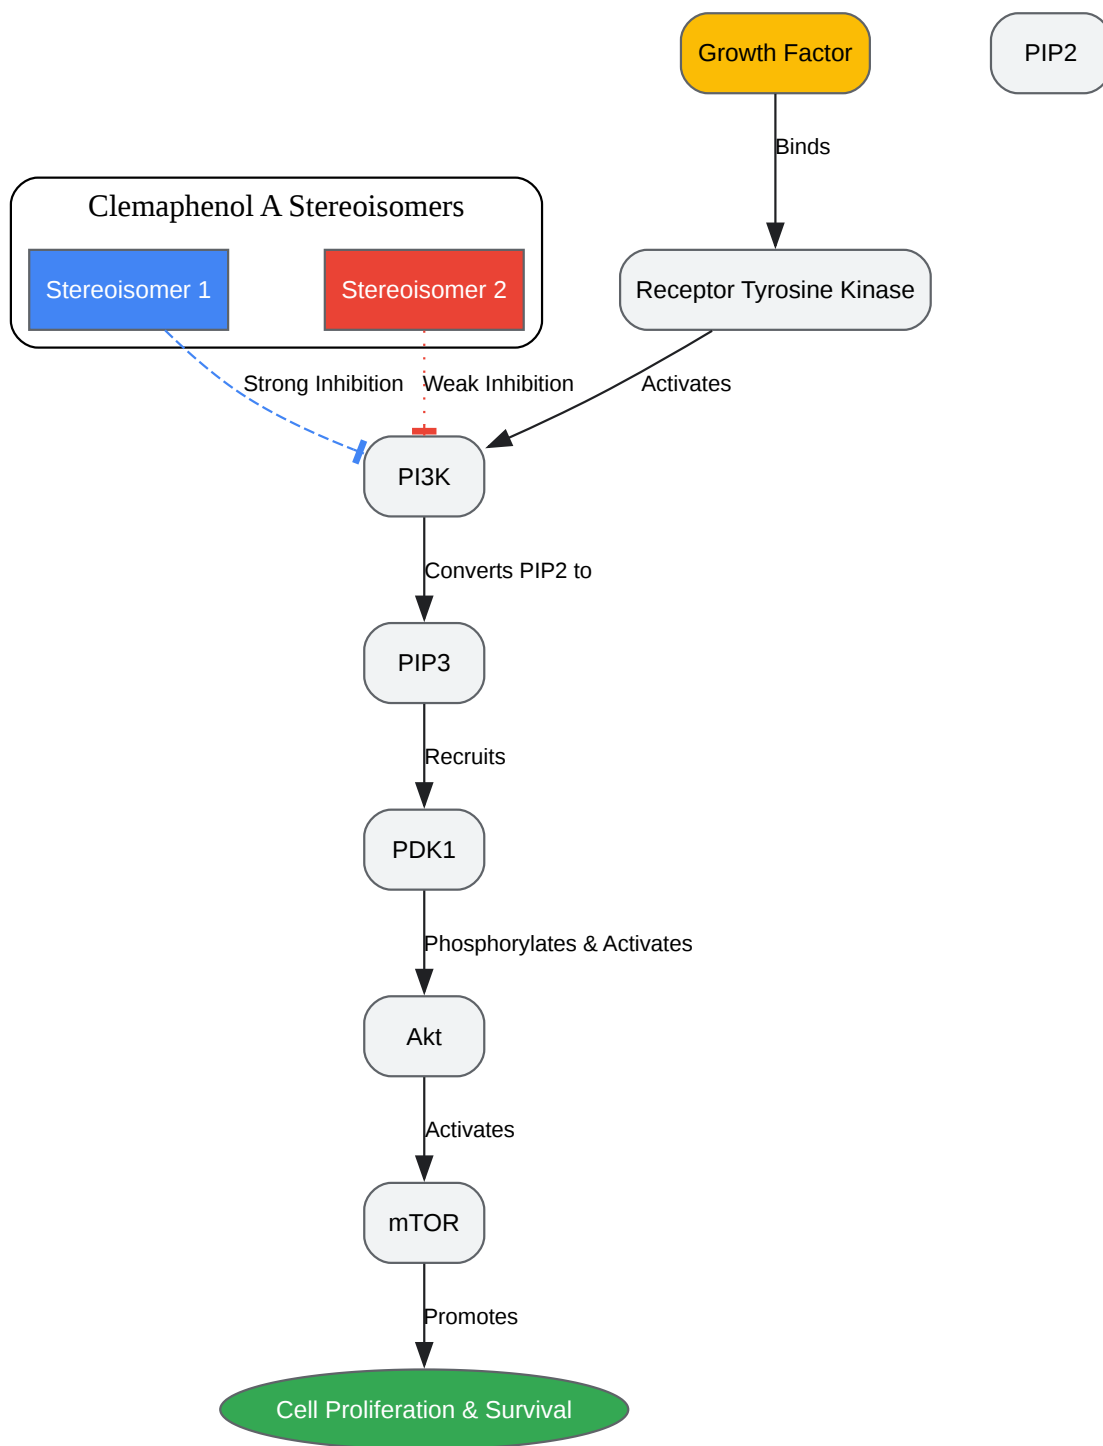 Growth Factor
PIP2
Binds
Clemaphenol A Stereoisomers
Stereoisomer 1
Stereoisomer 2
Receptor Tyrosine Kinase
Strong Inhibition
Weak Inhibition
Activates
PI3K
Converts PIP2 to
PIP3
Recruits
PDK1
Phosphorylates & Activates
Akt
Activates
mTOR
Promotes
Cell Proliferation & Survival